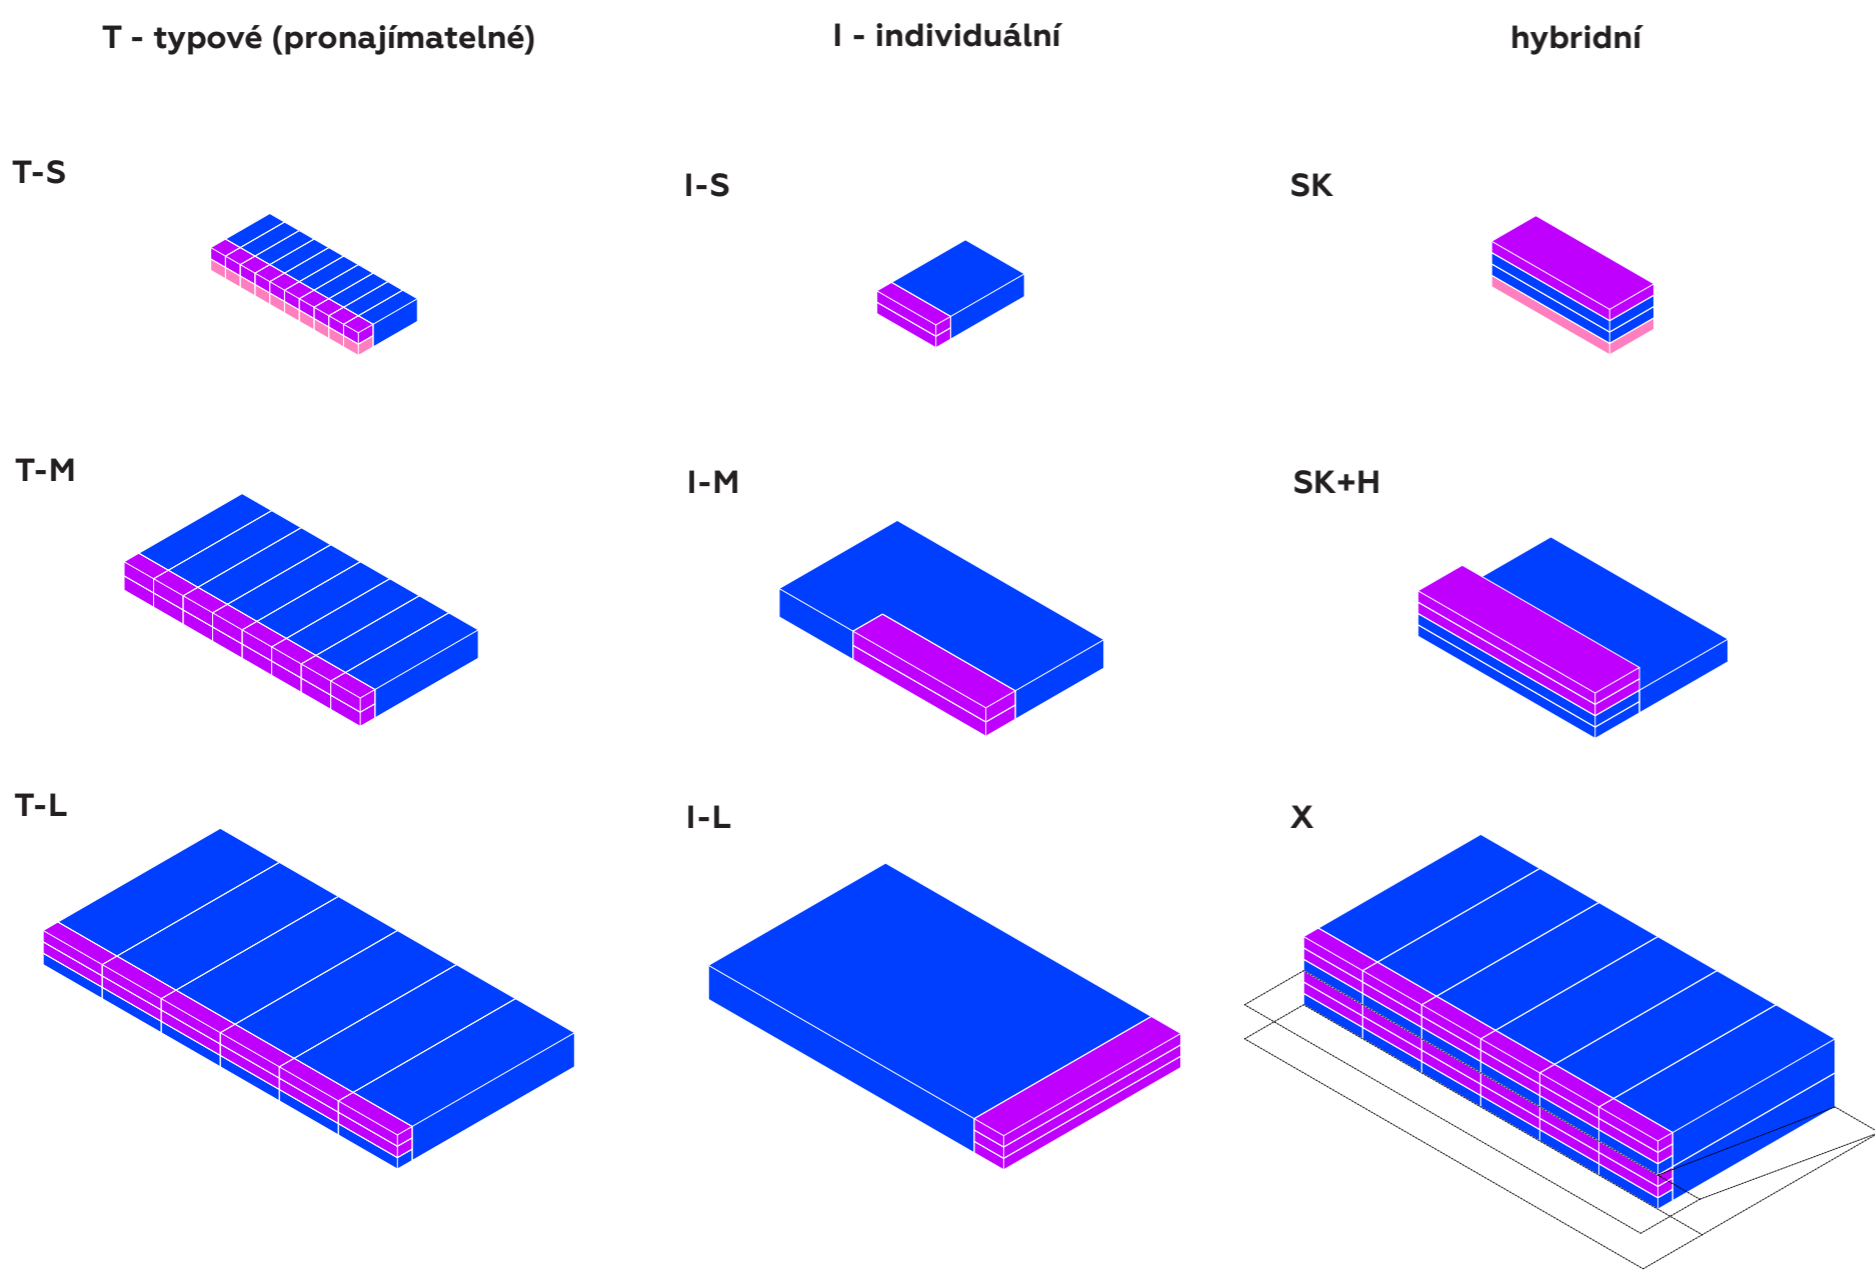 T - typové (pronajímatelné)
I - individuální
hybridní
T-S
I-S
SK
T-M
I-M
SK+H
T-L
I-L
X